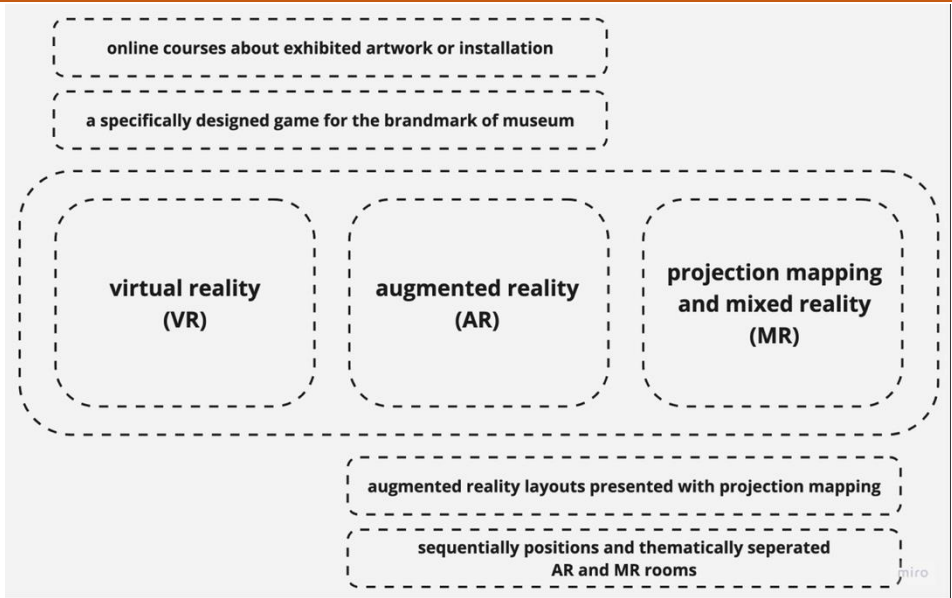 online courses about exhibited artwork or installation
a specifically designed game for the brandmark of museum
virtual reality
(VR)
augmented reality
(AR)
projection mapping
and mixed reality
(MR)
augmented reality layouts presented with projection mapping
sequentially positions and thematically seperated
AR and MR rooms
miro